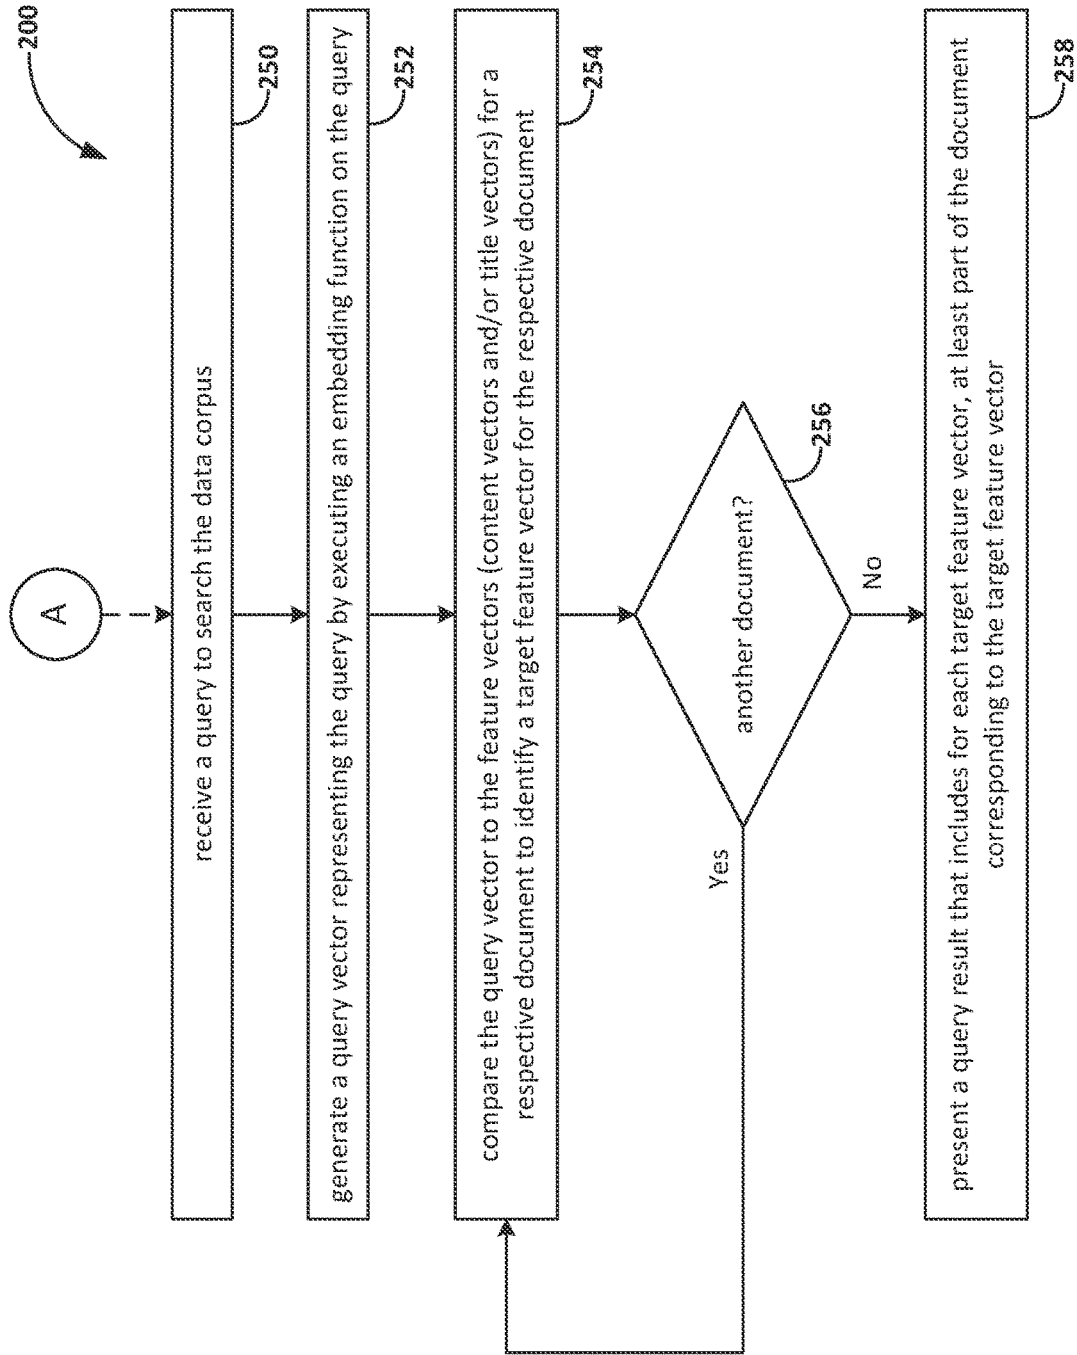 200
A
receive a query to search the data corpus
250
generate a query vector representing the query by executing an embedding function on the query
252
compare the query vector to the feature vectors (content vectors and/or title vectors) for a
respective document to identify a target feature vector for the respective document
254
another document?
256
Yes
No
present a query result that includes for each target feature vector, at least part of the document
corresponding to the target feature vector
258